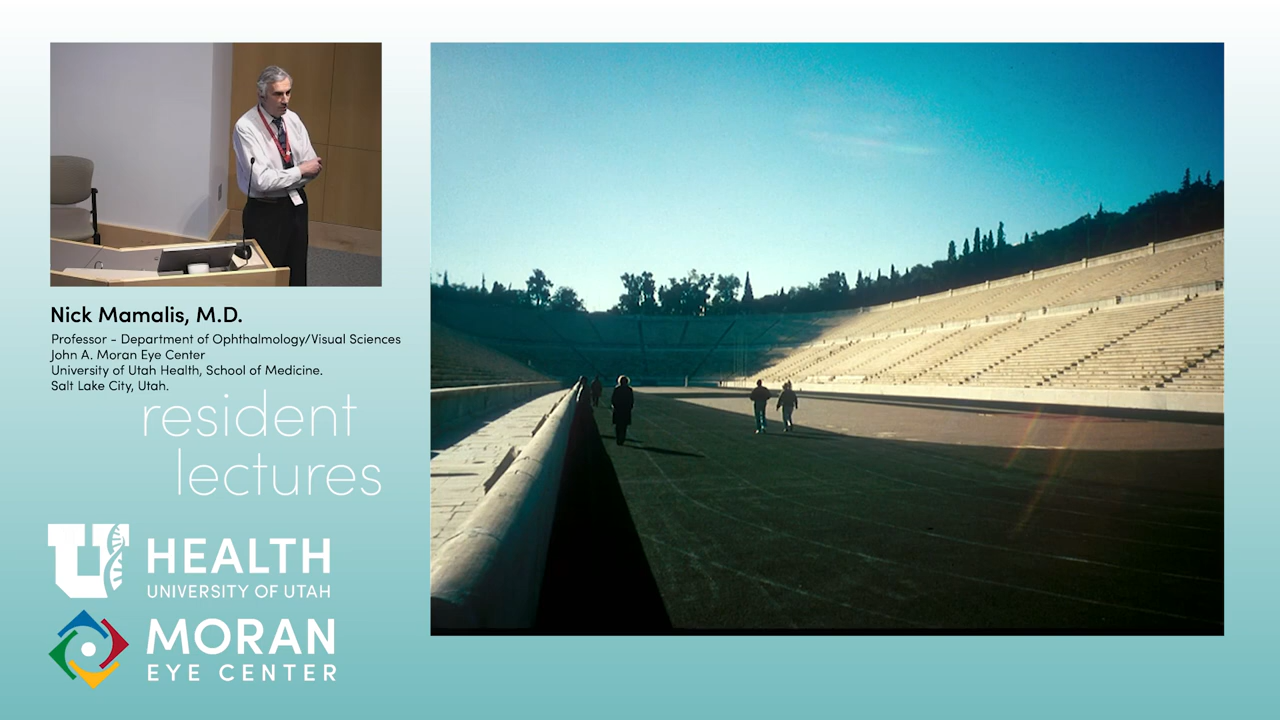 Nick Mamalis, M.D.
Professor - Department of Ophthalmology/Visual Sciences
John A. Moran Eye Center
University of Utah Health, School of Medicine.
Salt Lake City, Utah.
resident
lectures
U HEALTH
UNIVERSITY OF UTAH
MORAN
EYE CENTER